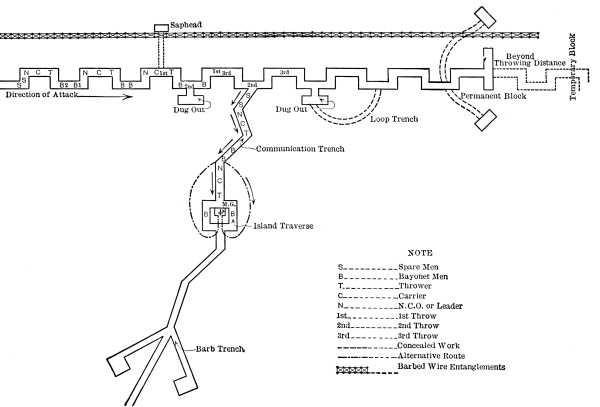 Saphead
Beyond
Throwing Distance
Temporary Block
N C T
N C T
N C 1st T
1st 3rd
3rd
S S
B2 B1
B B
B 2nd
B
2nd
Direction of Attack
Dug Out
Dug Out
Permanent Block
Loop Trench
S
S
N
C
T
B
B
Communication Trench
N
C
T
M.G.
B
B
Island Traverse
Barb Trench
NOTE
S Spare Men
B Bayonet Men
T Thrower
C Carrier
N N.C.O. or Leader
1st 1st Throw
2nd 2nd Throw
3rd 3rd Throw
Concealed Work
Alternative Route
Barbed Wire Entanglements